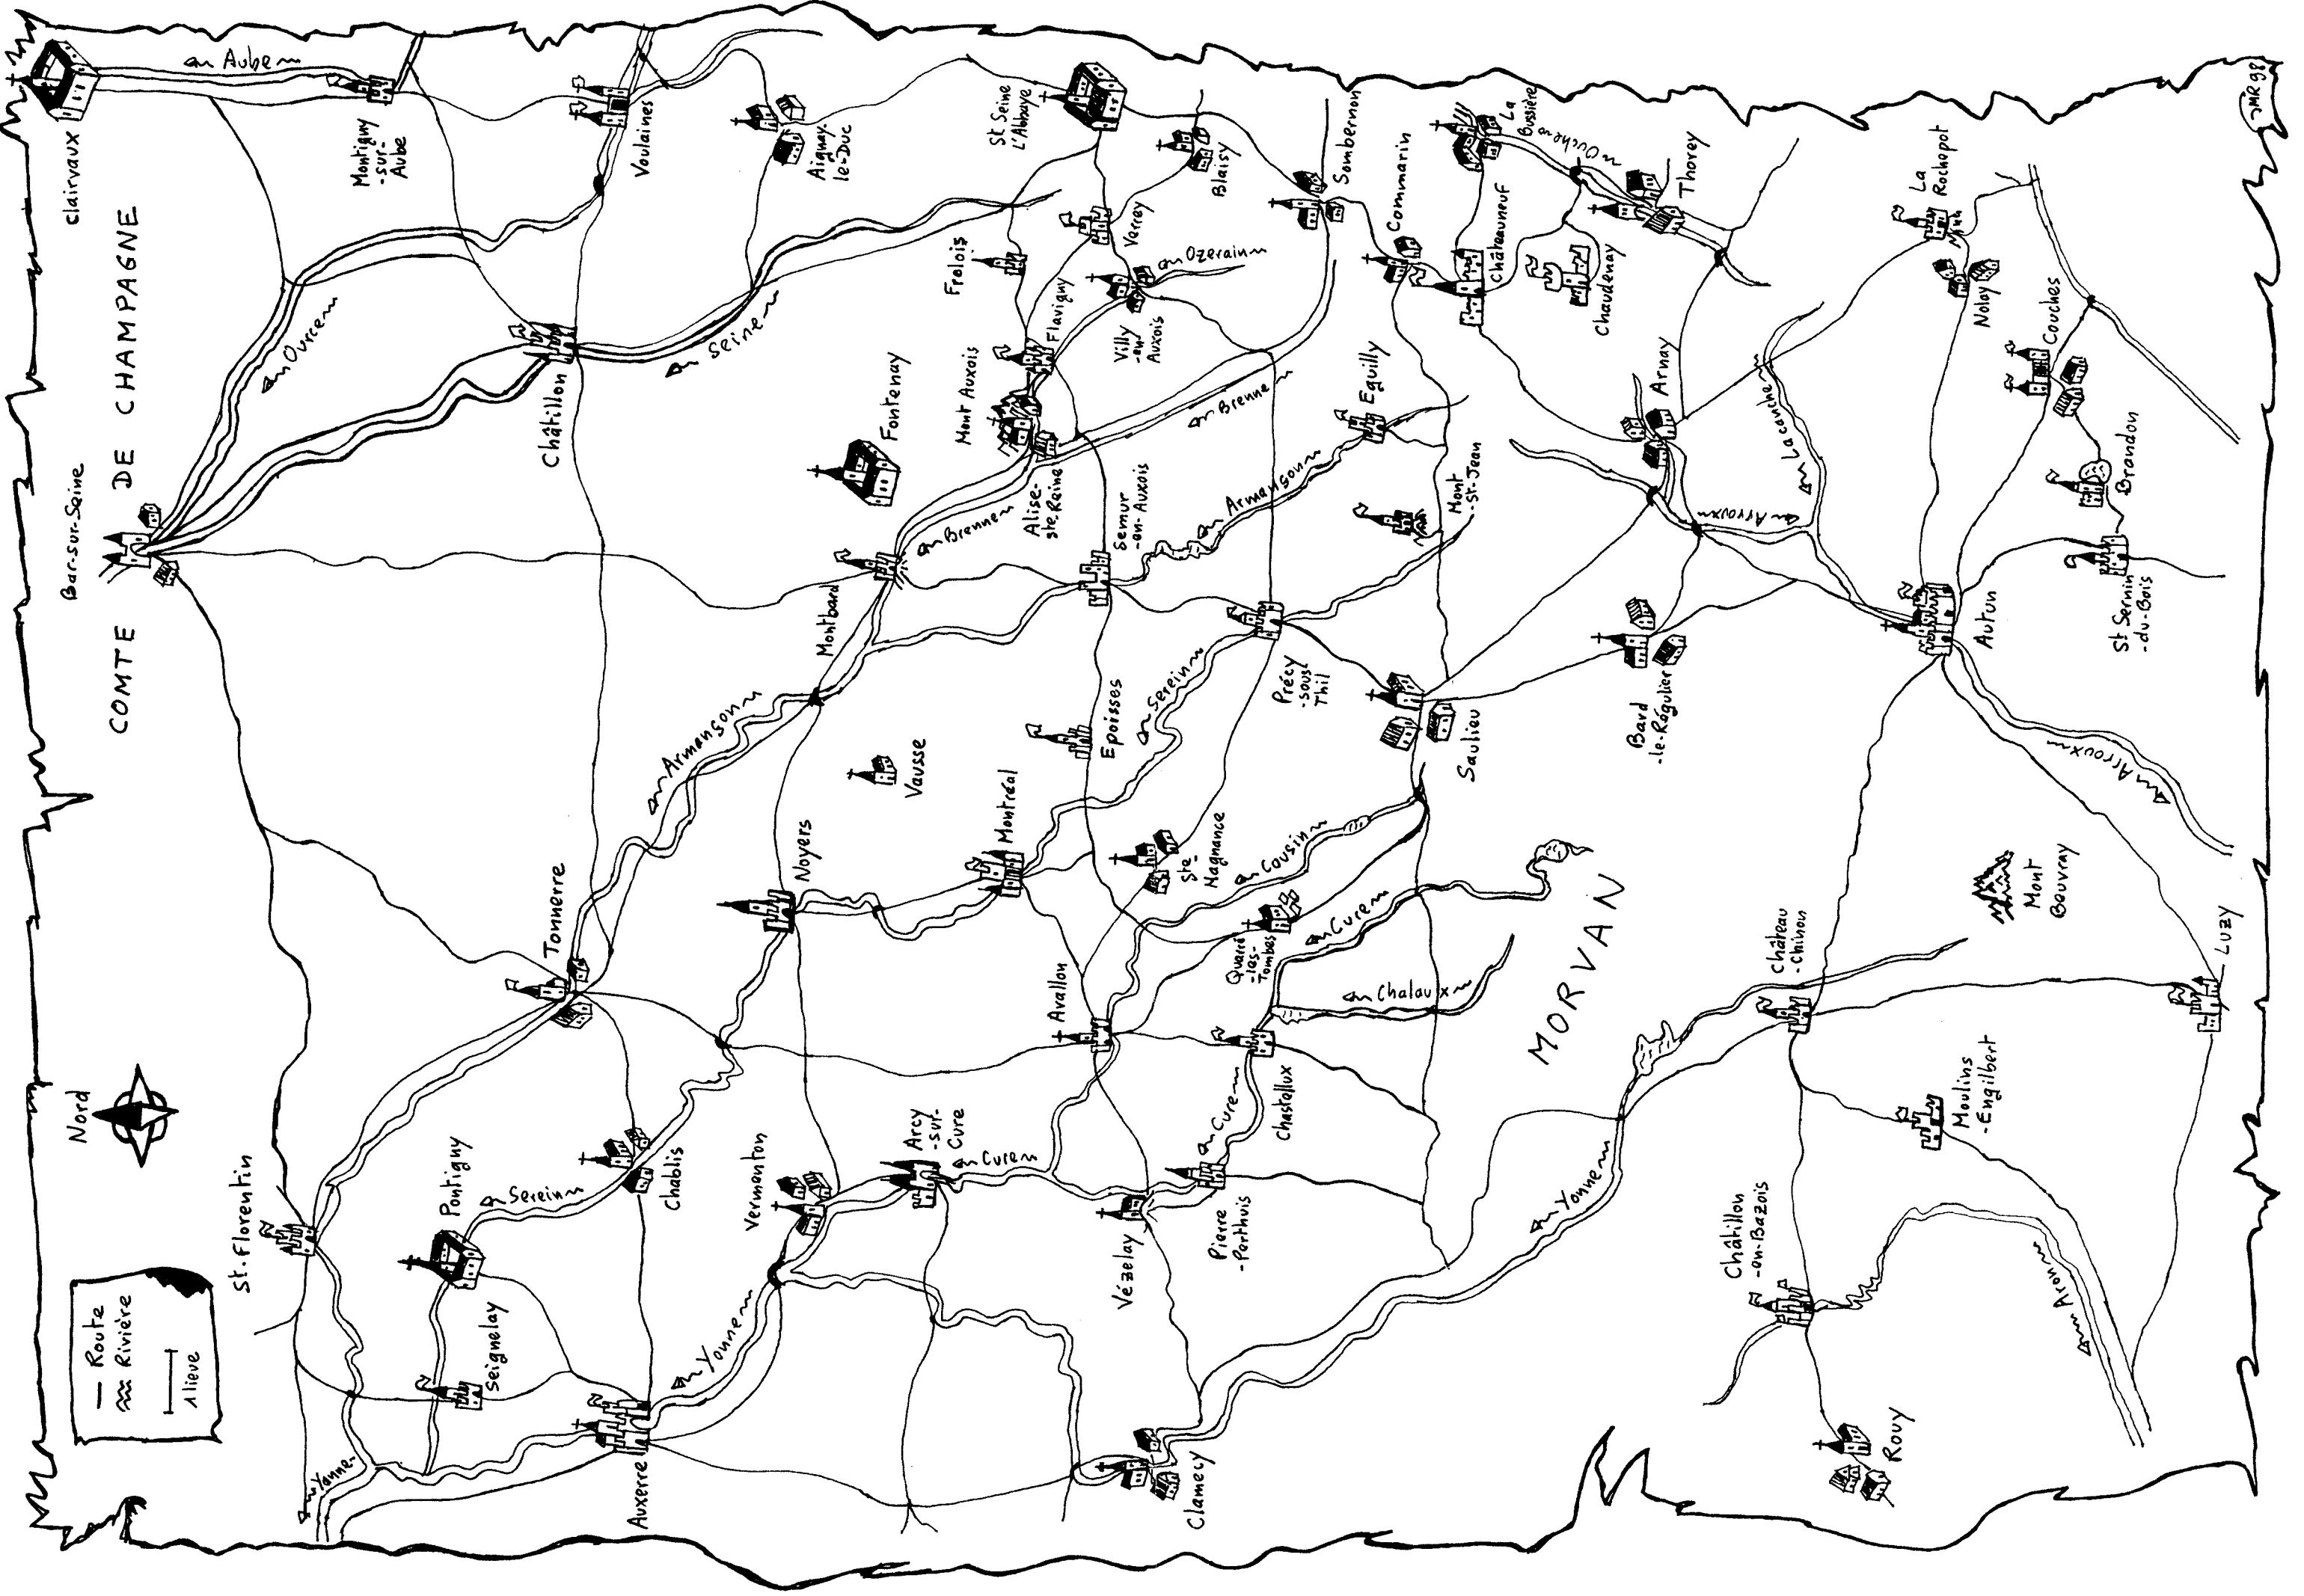 COMTE DE CHAMPAGNE
Nord
Route
Rivière
1 lieue
Bar-sur-Seine
Clairvaux
Aube
Montigny
-sur-
Aube
Ource
Voulaines
Châtillon
Seine
Aignay-
le-Duc
St. Florentin
Tonnerre
Armançon
Pontigny
Serein
Seignelay
Chablis
Yonne
Auxerre
Yonne
Vermenton
Noyers
Vausse
Montbard
Fontenay
Brenne
Arcy
-sur-
Cure
Cure
Avallon
Montréal
Epoisses
Serein
Semur
-en-Auxois
Alise-
Ste Reine
Mont Auxois
Flavigny
Frolois
St Seine
L'Abbaye
Verrey
Villy
-en-
Auxois
Ozerain
Blaisy
Brenne
Armançon
Vézelay
Pierre
-Perthuis
Cure
Chastellux
Quarré
-les-
Tombes
Ste-
Magnance
Cousin
Cure
Chalaux
Précy
-sous-
Thil
Saulieu
Eguilly
Mont
-St-Jean
Sombernon
Commarin
Châteauneuf
La
Bussière
Ouche
Chaudenay
Thorey
Clamecy
MORVAN
Yonne
Bard
-le-Régulier
Arnay
Arroux
Lacanche
Château
-Chinon
Châtillon
-en-Bazois
Rouy
Moulins
-Engilbert
Aron
Mont
Beuvray
Luzy
Autun
Arroux
La
Rochepot
Nolay
Couches
Brandon
St Sernin
-du-Bois
JMR 98